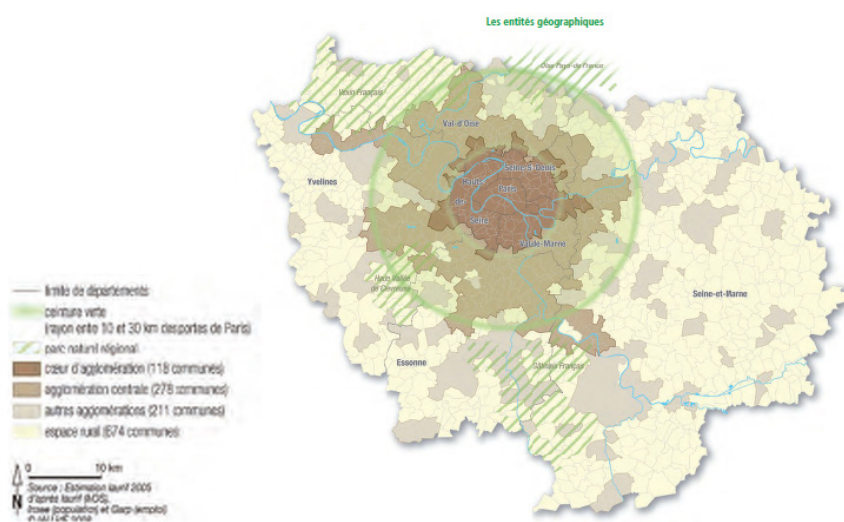 Les entités géographiques
Oise Pays de France
Vexin Français
Val-d'Oise
Seine-St-Denis
Yvelines
Hauts
Paris
de
Seine
Val-de-Marne
Haute Vallée
de Chevreuse
Seine-et-Marne
Essonne
Gâtinais Français
limite de départements
ceinture verte
(rayon entre 10 et 30 km des portes de Paris)
parc naturel régional
cœur d'agglomération (118 communes)
agglomération centrale (278 communes)
autres agglomérations (211 communes)
espace rural (674 communes)
0 10 km
N
Source : Estimation Iaurif 2005
d'après Iaurif (MOS),
Insee (population) et Garp (emploi)